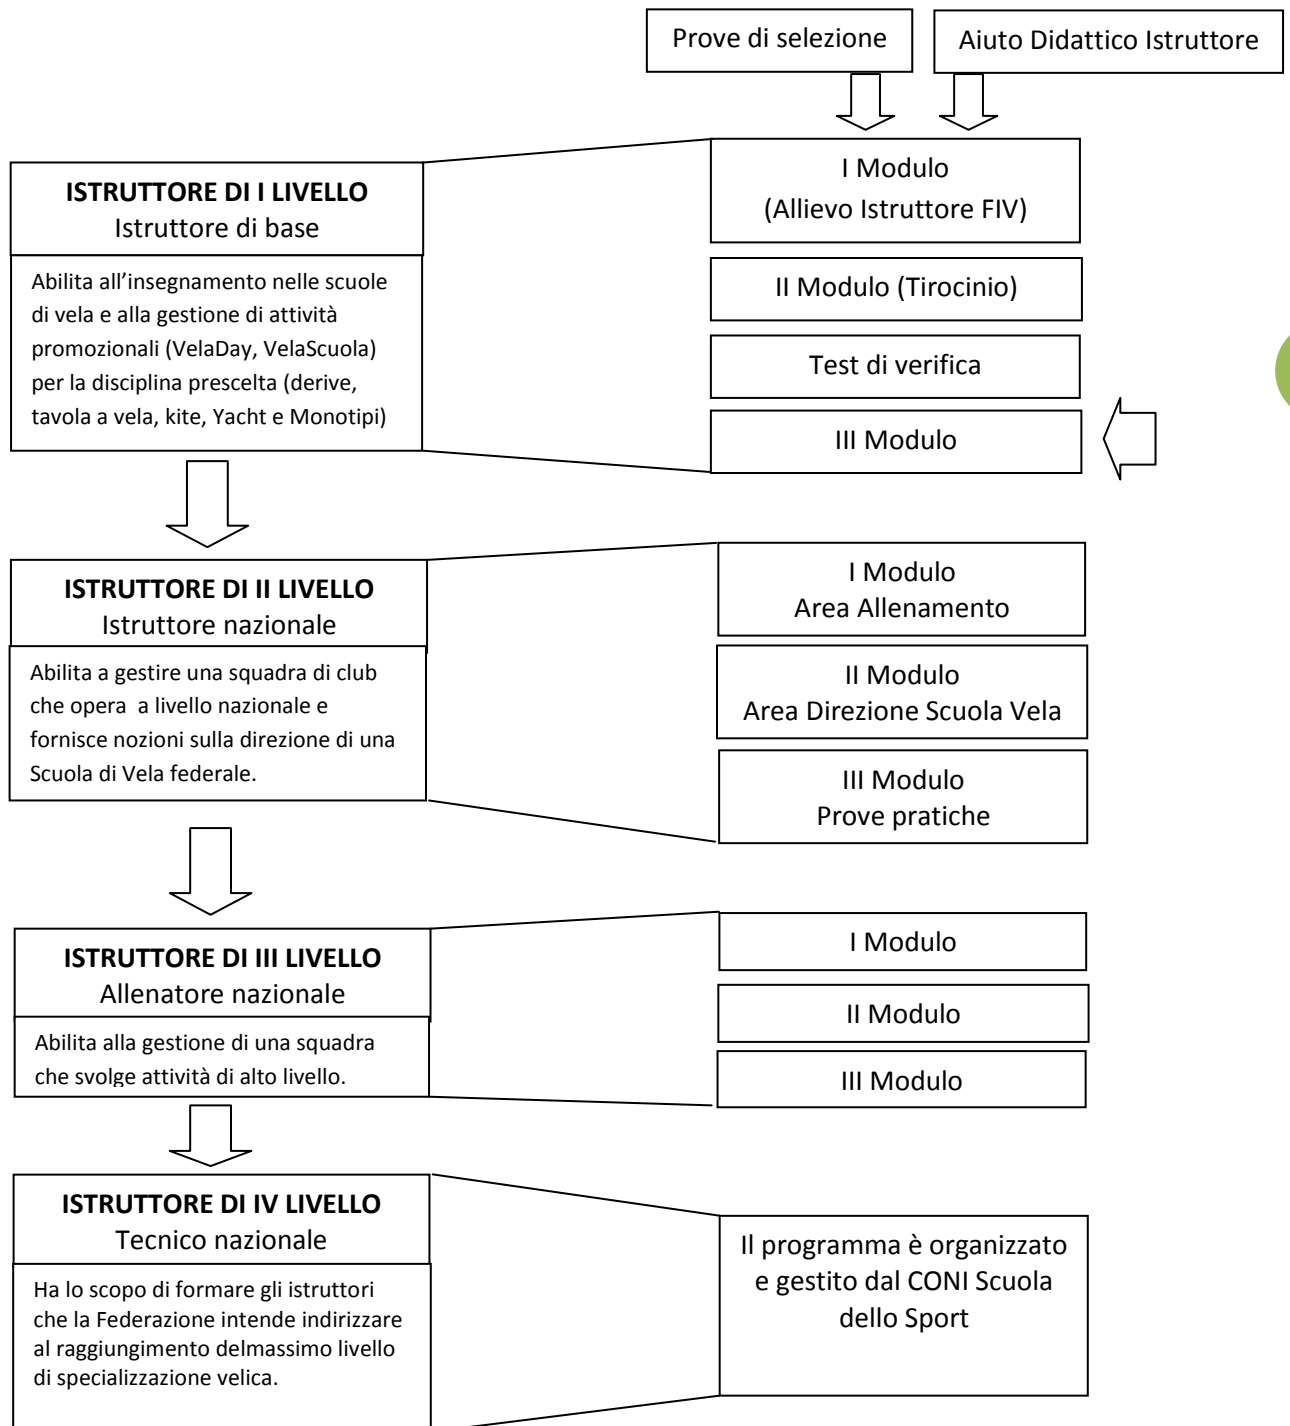 Prove di selezione
Aiuto Didattico Istruttore
ISTRUTTORE DI I LIVELLO
Istruttore di base
Abilita all’insegnamento nelle scuole
di vela e alla gestione di attività
promozionali (VelaDay, VelaScuola)
per la disciplina prescelta (derive,
tavola a vela, kite, Yacht e Monotipi)
I Modulo
(Allievo Istruttore FIV)
II Modulo (Tirocinio)
Test di verifica
III Modulo
ISTRUTTORE DI II LIVELLO
Istruttore nazionale
Abilita a gestire una squadra di club
che opera a livello nazionale e
fornisce nozioni sulla direzione di una
Scuola di Vela federale.
I Modulo
Area Allenamento
II Modulo
Area Direzione Scuola Vela
III Modulo
Prove pratiche
ISTRUTTORE DI III LIVELLO
Allenatore nazionale
Abilita alla gestione di una squadra
che svolge attività di alto livello.
I Modulo
II Modulo
III Modulo
ISTRUTTORE DI IV LIVELLO
Tecnico nazionale
Ha lo scopo di formare gli istruttori
che la Federazione intende indirizzare
al raggiungimento delmassimo livello
di specializzazione velica.
Il programma è organizzato
e gestito dal CONI Scuola
dello Sport